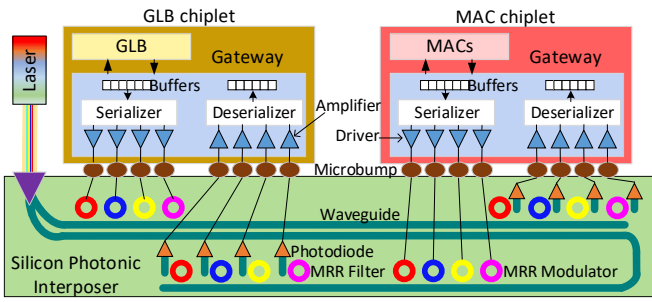 GLB chiplet
MAC chiplet
Laser
GLB
Gateway
Buffers
Serializer
Deserializer
Amplifier
Driver
MACs
Gateway
Buffers
Serializer
Deserializer
Microbump
Waveguide
Photodiode
MRR Filter
MRR Modulator
Silicon Photonic
Interposer